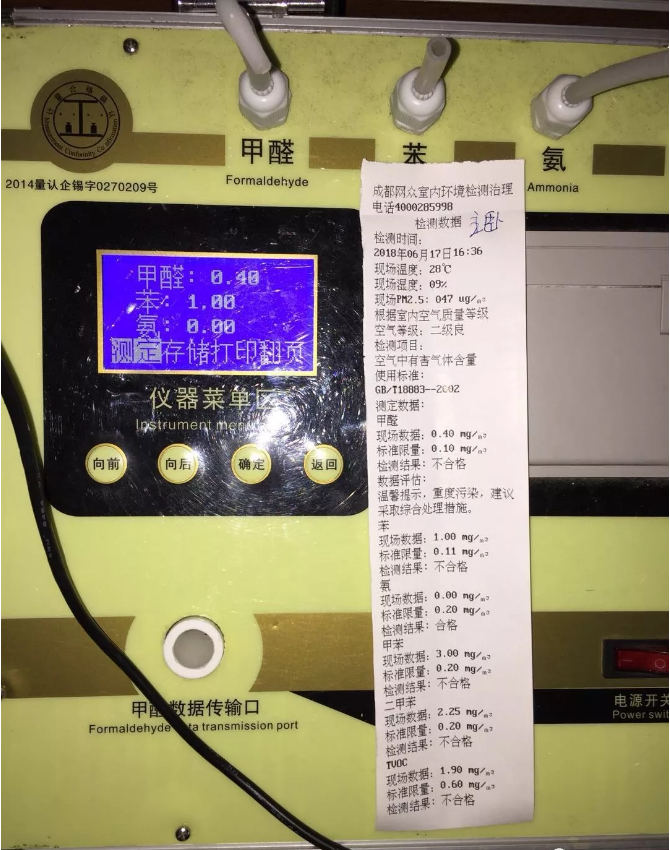 甲醛
苯
氨
Formaldehyde
Ammonia
2014量认企锡字0270209号
甲醛: 0.40
苯: 1.00
氨: 0.00
测定存储打印翻页
仪器菜单区
Instrument men
向前
向后
确定
返回
甲醛数据传输口
Formaldehyde data transmission port
电源开关
Power swit
成都网众室内环境检测治理
电话4000285998
检测数据 主卧
检测时间:
2018年06月17日16:36
现场温度: 28℃
现场湿度: 09%
现场PM2.5: 047 ug/m3
根据室内空气质量等级
空气等级: 二级良
检测项目:
空气中有害气体含量
使用标准:
GB/T18883--2002
测定数据:
甲醛
现场数据: 0.40 mg/m3
标准限量: 0.10 mg/m3
检测结果: 不合格
数据评估:
温馨提示, 重度污染, 建议
采取综合处理措施。
苯
现场数据: 1.00 mg/m3
标准限量: 0.11 mg/m3
检测结果: 不合格
氨
现场数据: 0.00 mg/m3
标准限量: 0.20 mg/m3
检测结果: 合格
甲苯
现场数据: 3.00 mg/m3
标准限量: 0.20 mg/m3
检测结果: 不合格
二甲苯
现场数据: 2.25 mg/m3
标准限量: 0.20 mg/m3
检测结果: 不合格
TVOC
现场数据: 1.90 mg/m3
标准限量: 0.60 mg/m3
检测结果: 不合格